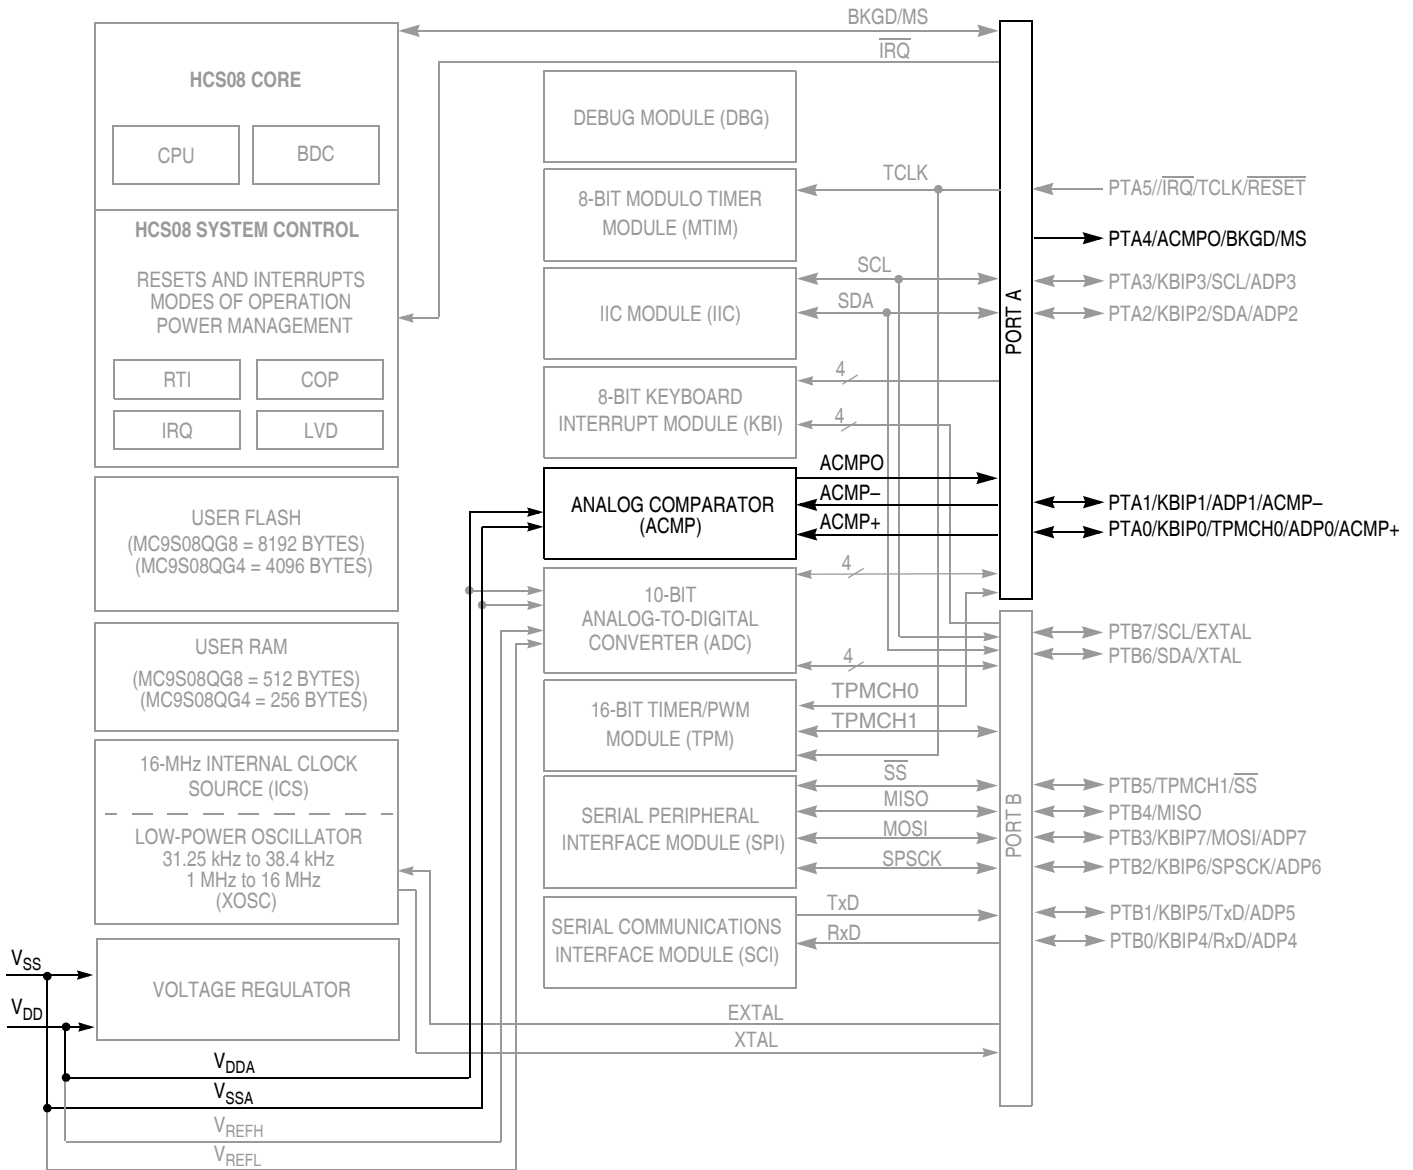 BKGD/MS
IRQ
HCS08 CORE
CPU
BDC
HCS08 SYSTEM CONTROL
RESETS AND INTERRUPTS
MODES OF OPERATION
POWER MANAGEMENT
RTI
COP
IRQ
LVD
USER FLASH
(MC9S08QG8 = 8192 BYTES)
(MC9S08QG4 = 4096 BYTES)
USER RAM
(MC9S08QG8 = 512 BYTES)
(MC9S08QG4 = 256 BYTES)
16-MHz INTERNAL CLOCK
SOURCE (ICS)
LOW-POWER OSCILLATOR
31.25 kHz to 38.4 kHz
1 MHz to 16 MHz
(XOSC)
VOLTAGE REGULATOR
VSS
VDD
VDDA
VSSA
VREFH
VREFL
DEBUG MODULE (DBG)
8-BIT MODULO TIMER
MODULE (MTIM)
IIC MODULE (IIC)
8-BIT KEYBOARD
INTERRUPT MODULE (KBI)
ANALOG COMPARATOR
(ACMP)
10-BIT
ANALOG-TO-DIGITAL
CONVERTER (ADC)
16-BIT TIMER/PWM
MODULE (TPM)
SERIAL PERIPHERAL
INTERFACE MODULE (SPI)
SERIAL COMMUNICATIONS
INTERFACE MODULE (SCI)
TCLK
SCL
SDA
4
4
ACMPO
ACMP–
ACMP+
4
4
TPMCH0
TPMCH1
SS
MISO
MOSI
SPSCK
TxD
RxD
EXTAL
XTAL
PORT A
PORT B
PTA5//IRQ/TCLK/RESET
PTA4/ACMPO/BKGD/MS
PTA3/KBIP3/SCL/ADP3
PTA2/KBIP2/SDA/ADP2
PTA1/KBIP1/ADP1/ACMP–
PTA0/KBIP0/TPMCH0/ADP0/ACMP+
PTB7/SCL/EXTAL
PTB6/SDA/XTAL
PTB5/TPMCH1/SS
PTB4/MISO
PTB3/KBIP7/MOSI/ADP7
PTB2/KBIP6/SPSCK/ADP6
PTB1/KBIP5/TxD/ADP5
PTB0/KBIP4/RxD/ADP4